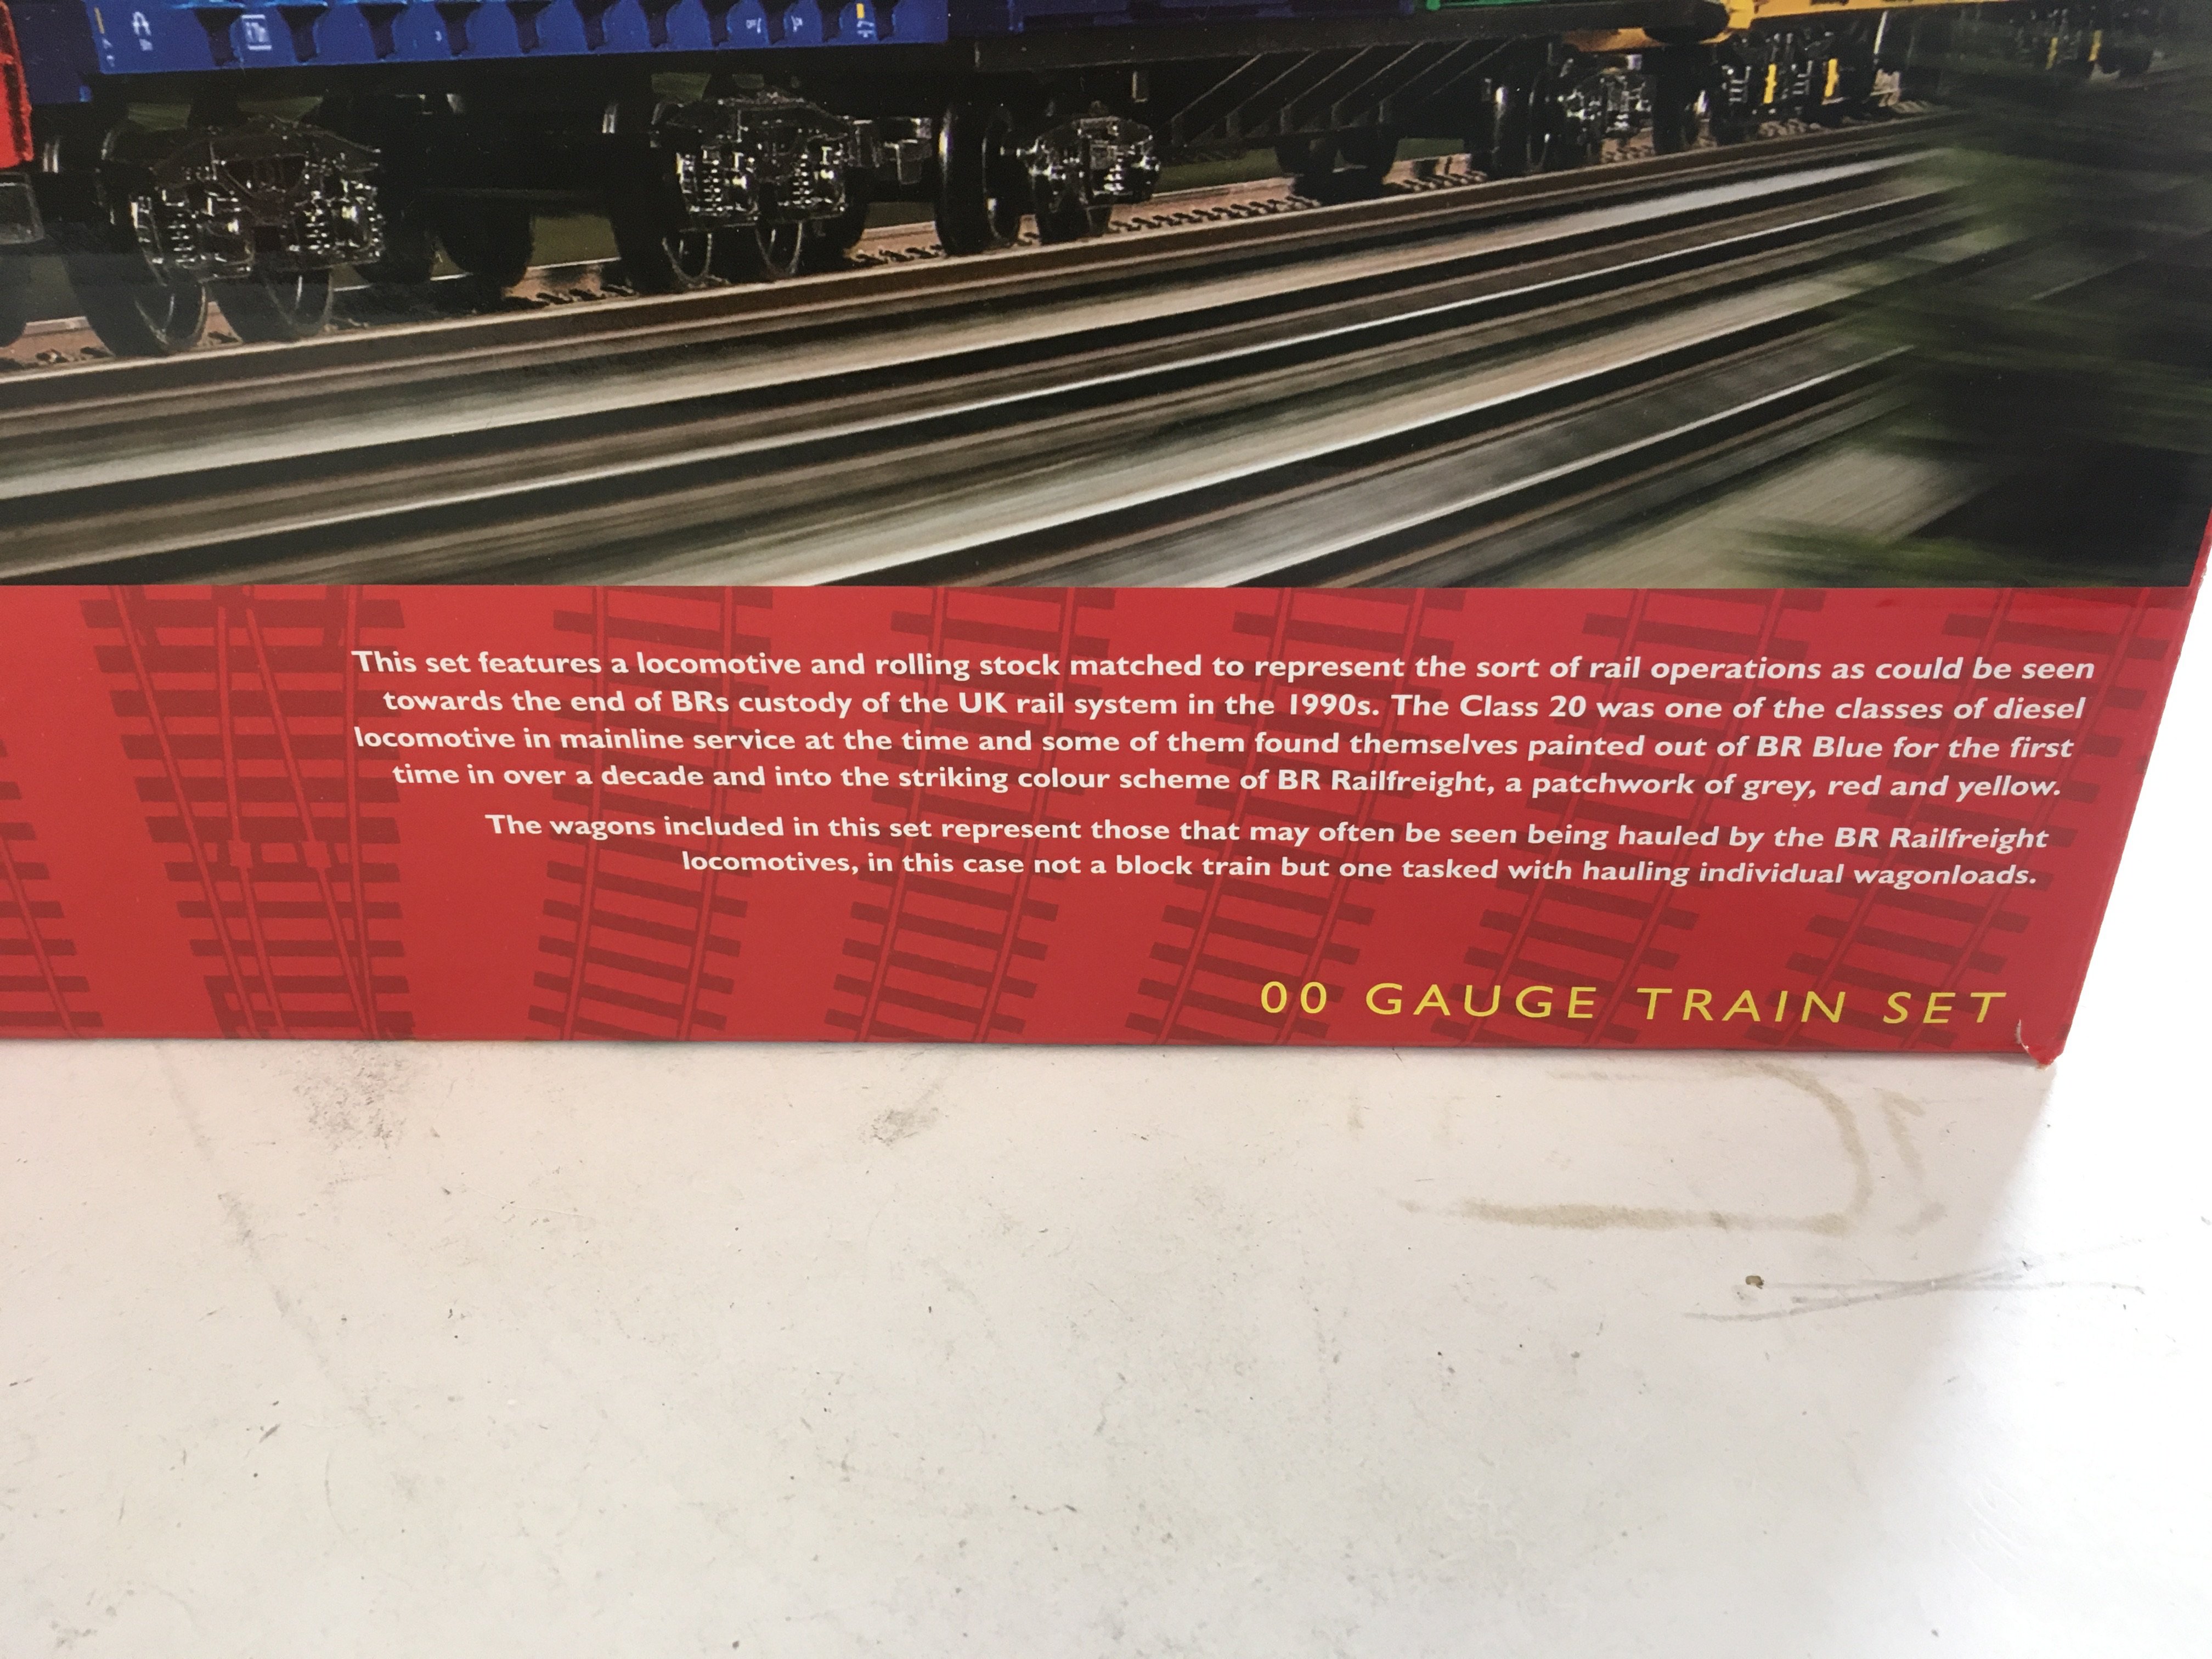 This set features a locomotive and rolling stock matched to represent the sort of rail operations as could be seen
towards the end of BRs custody of the UK rail system in the 1990s. The Class 20 was one of the classes of diesel
locomotive in mainline service at the time and some of them found themselves painted out of BR Blue for the first
time in over a decade and into the striking colour scheme of BR Railfreight, a patchwork of grey, red and yellow.
The wagons included in this set represent those that may often be seen being hauled by the BR Railfreight
locomotives, in this case not a block train but one tasked with hauling individual wagonloads.
00 GAUGE TRAIN SET